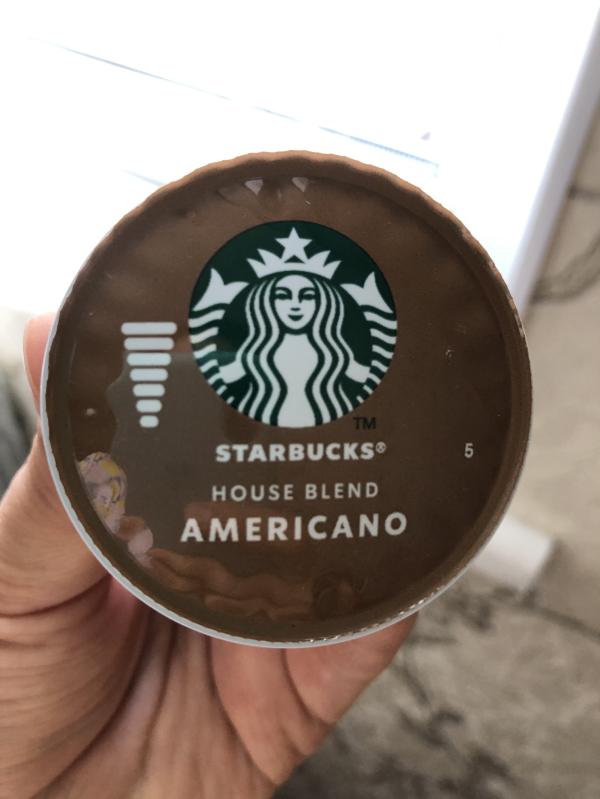 TM
STARBUCKS®
5
HOUSE BLEND
AMERICANO